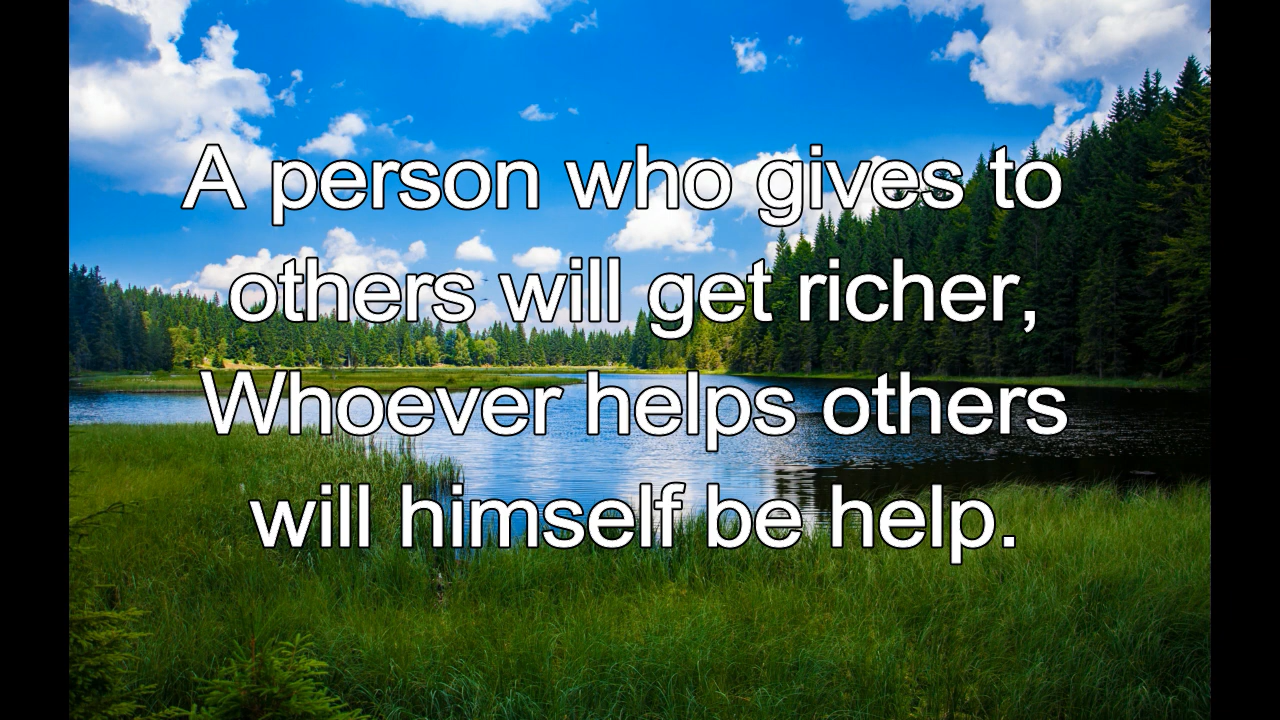 A person who gives to
others will get richer,
Whoever helps others
will himself be help.